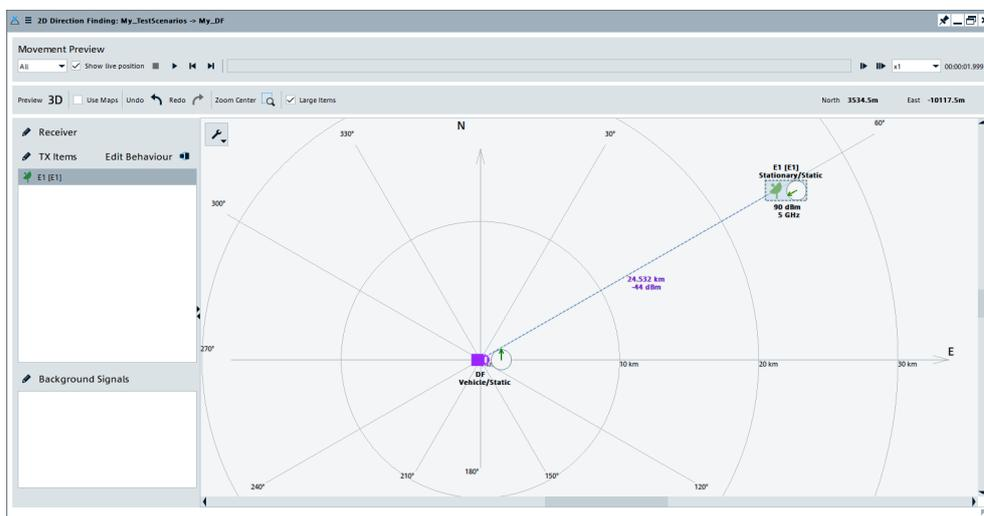 2D Direction Finding: My_TestScenarios -> My_DF
Movement Preview
All
Show live position
x1
00:00:01.999
Preview 3D
Use Maps
Undo
Redo
Zoom Center
Large Items
North 3534.5m
East -10117.5m
Receiver
TX Items
Edit Behaviour
E1 [E1]
Background Signals
N
330°
30°
60°
E1 [E1]
Stationary/Static
90 dBm
5 GHz
300°
24.532 km
-44 dBm
270°
E
10 km
20 km
30 km
DF
Vehicle/Static
240°
210°
180°
150°
120°